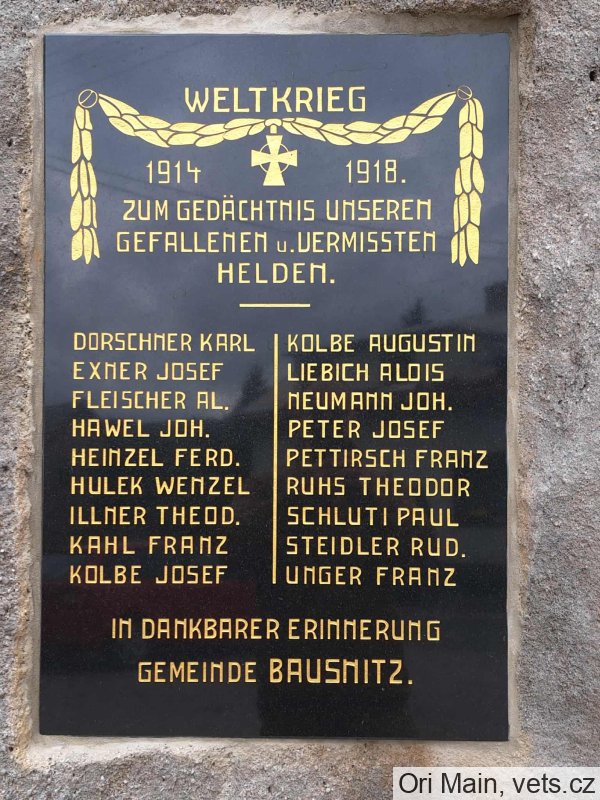 WELTKRIEG
1914 1918.
ZUM GEDÄCHTNIS UNSEREN
GEFALLENEN u. VERMISSTEN
HELDEN.
DORSCHNER KARL
EXNER JOSEF
FLEISCHER AL.
HAWEL JOH.
HEINZEL FERD.
HULEK WENZEL
ILLNER THEOD.
KAHL FRANZ
KOLBE JOSEF
KOLBE AUGUSTIN
LIEBICH ALOIS
NEUMANN JOH.
PETER JOSEF
PETTIRSCH FRANZ
RUHS THEODOR
SCHLUTI PAUL
STEIDLER RUD.
UNGER FRANZ
IN DANKBARER ERINNERUNG
GEMEINDE BAUSNITZ.
Ori Main, vets.cz